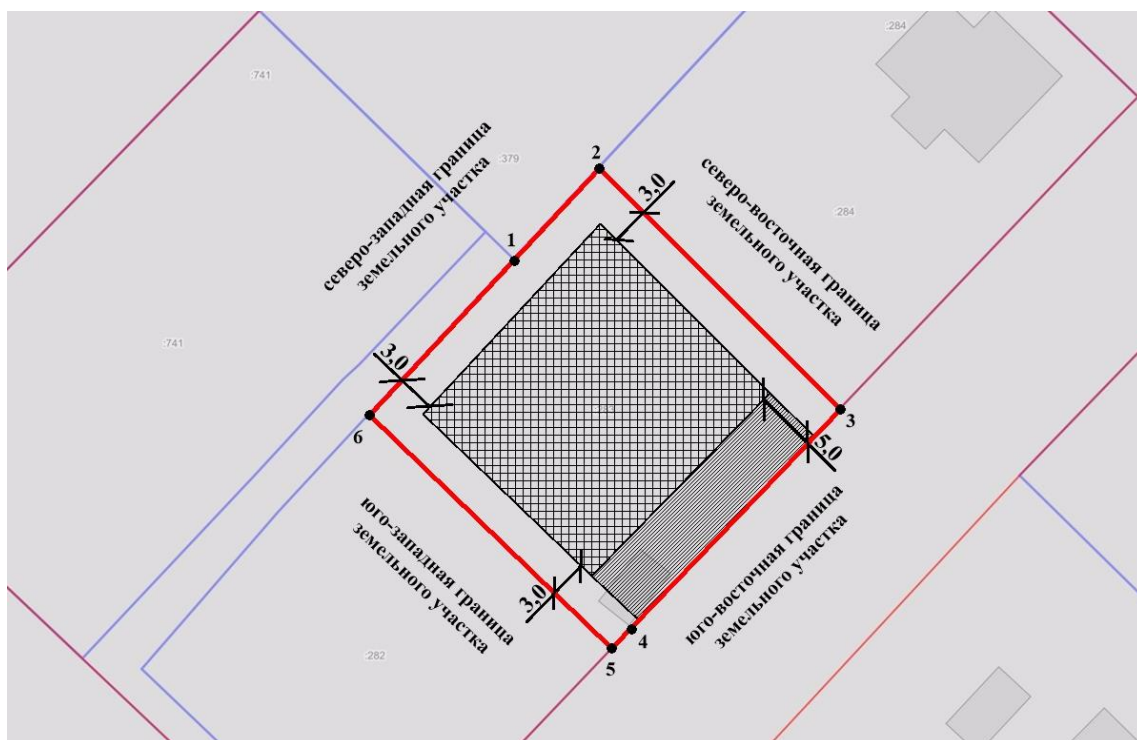 :284
:741
:379
2
северо-западная граница
земельного участка
северо-восточная граница
земельного участка
3,0
:284
1
:741
3,0
3
6
5,0
юго-западная граница
земельного участка
юго-восточная граница
земельного участка
3,0
4
:282
5